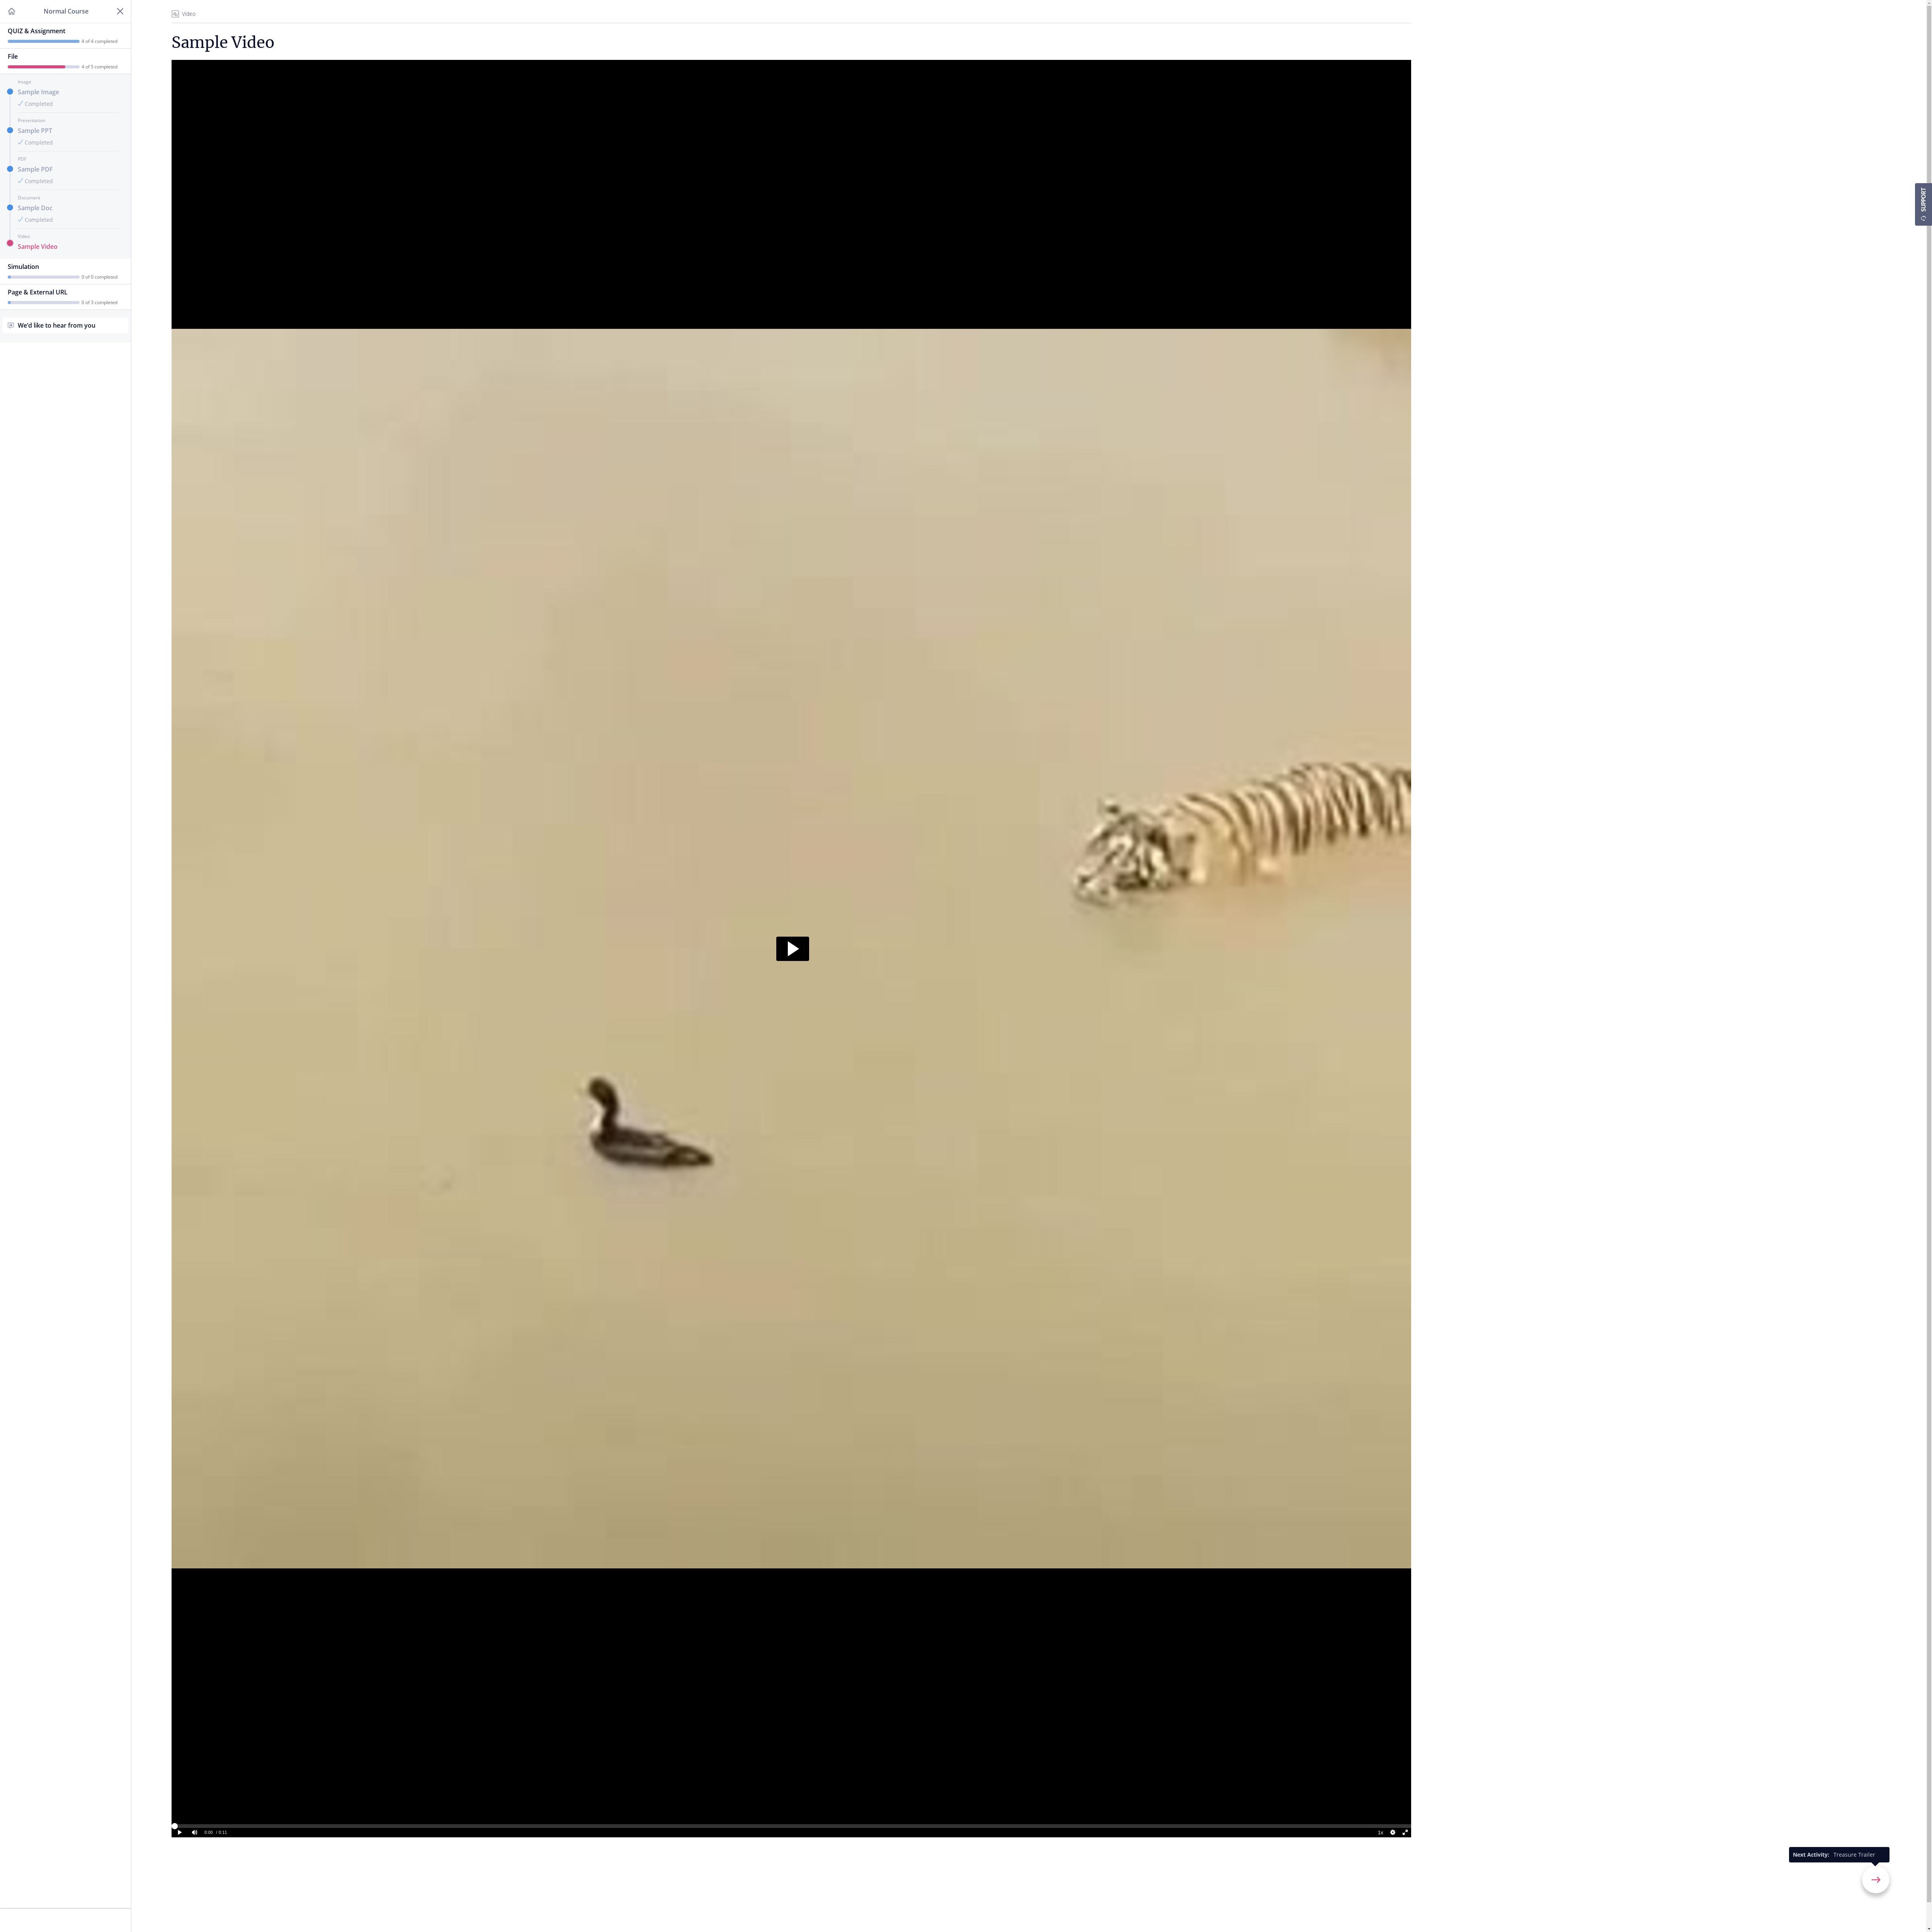 Normal Course
QUIZ & Assignment
4 of 4 completed
File
4 of 5 completed
Image
Sample Image
Completed
Presentation
Sample PPT
Completed
PDF
Sample PDF
Completed
Document
Sample Doc
Completed
Video
Sample Video
Simulation
0 of 0 completed
Page & External URL
0 of 3 completed
We'd like to hear from you
Video
Sample Video
SUPPORT
0:00 / 0:11
1x
Next Activity: Treasure Trailer